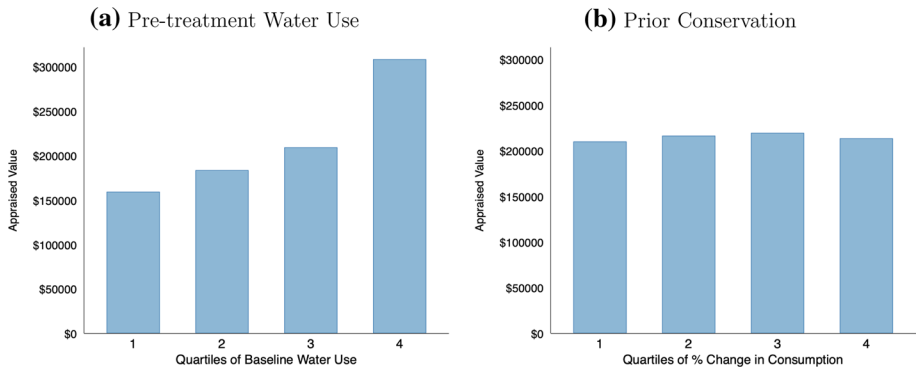 (a) Pre-treatment Water Use
$300000
$250000
$200000
$150000
$100000
$50000
$0
Appraised Value
1 2 3 4
Quartiles of Baseline Water Use
(b) Prior Conservation
$300000
$250000
$200000
$150000
$100000
$50000
$0
Appraised Value
1 2 3 4
Quartiles of % Change in Consumption